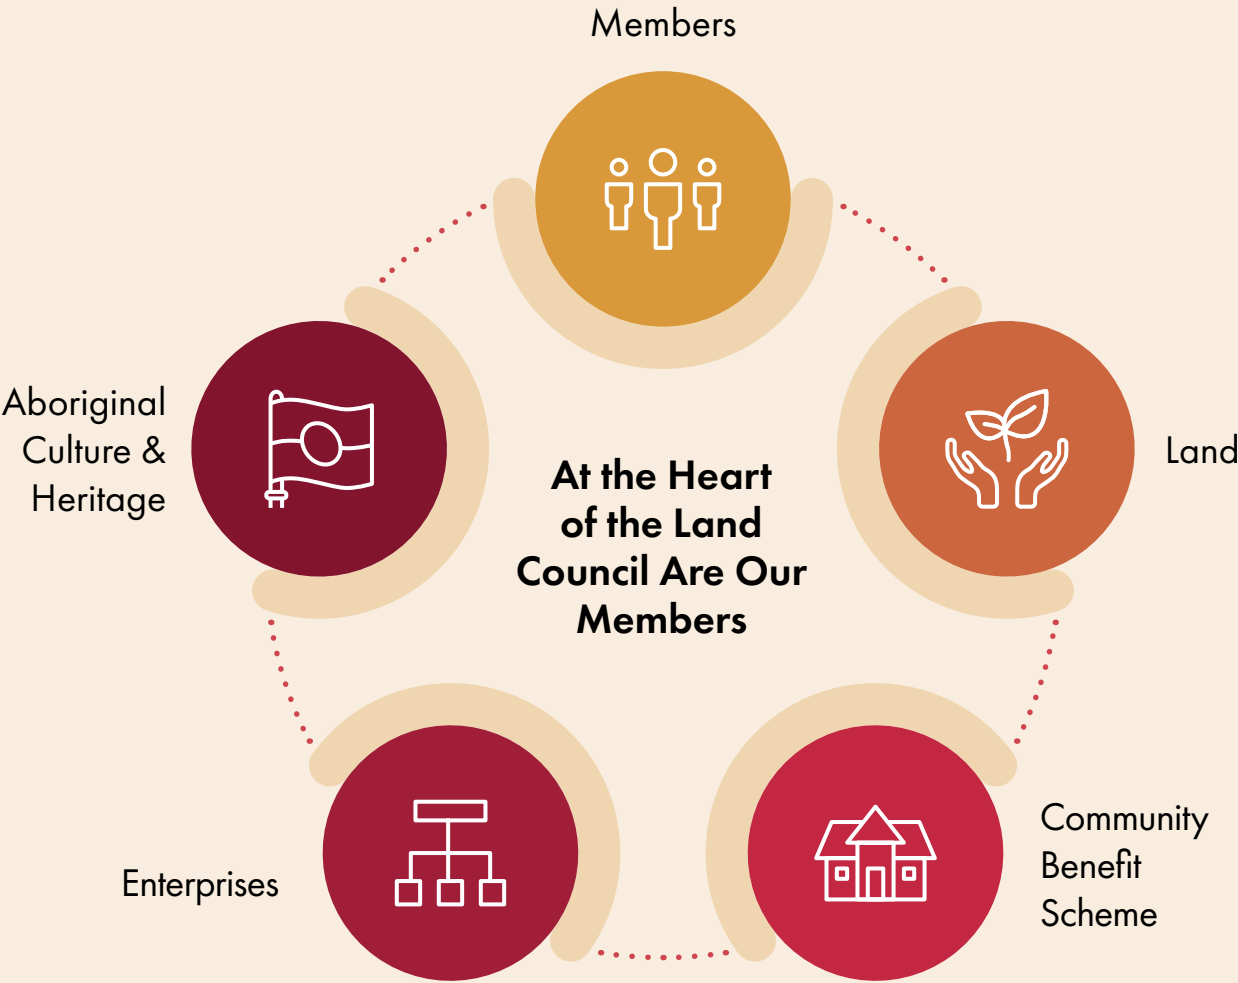 Members
Aboriginal
Culture &
Heritage
Land
At the Heart
of the Land
Council Are Our
Members
Enterprises
Community
Benefit
Scheme